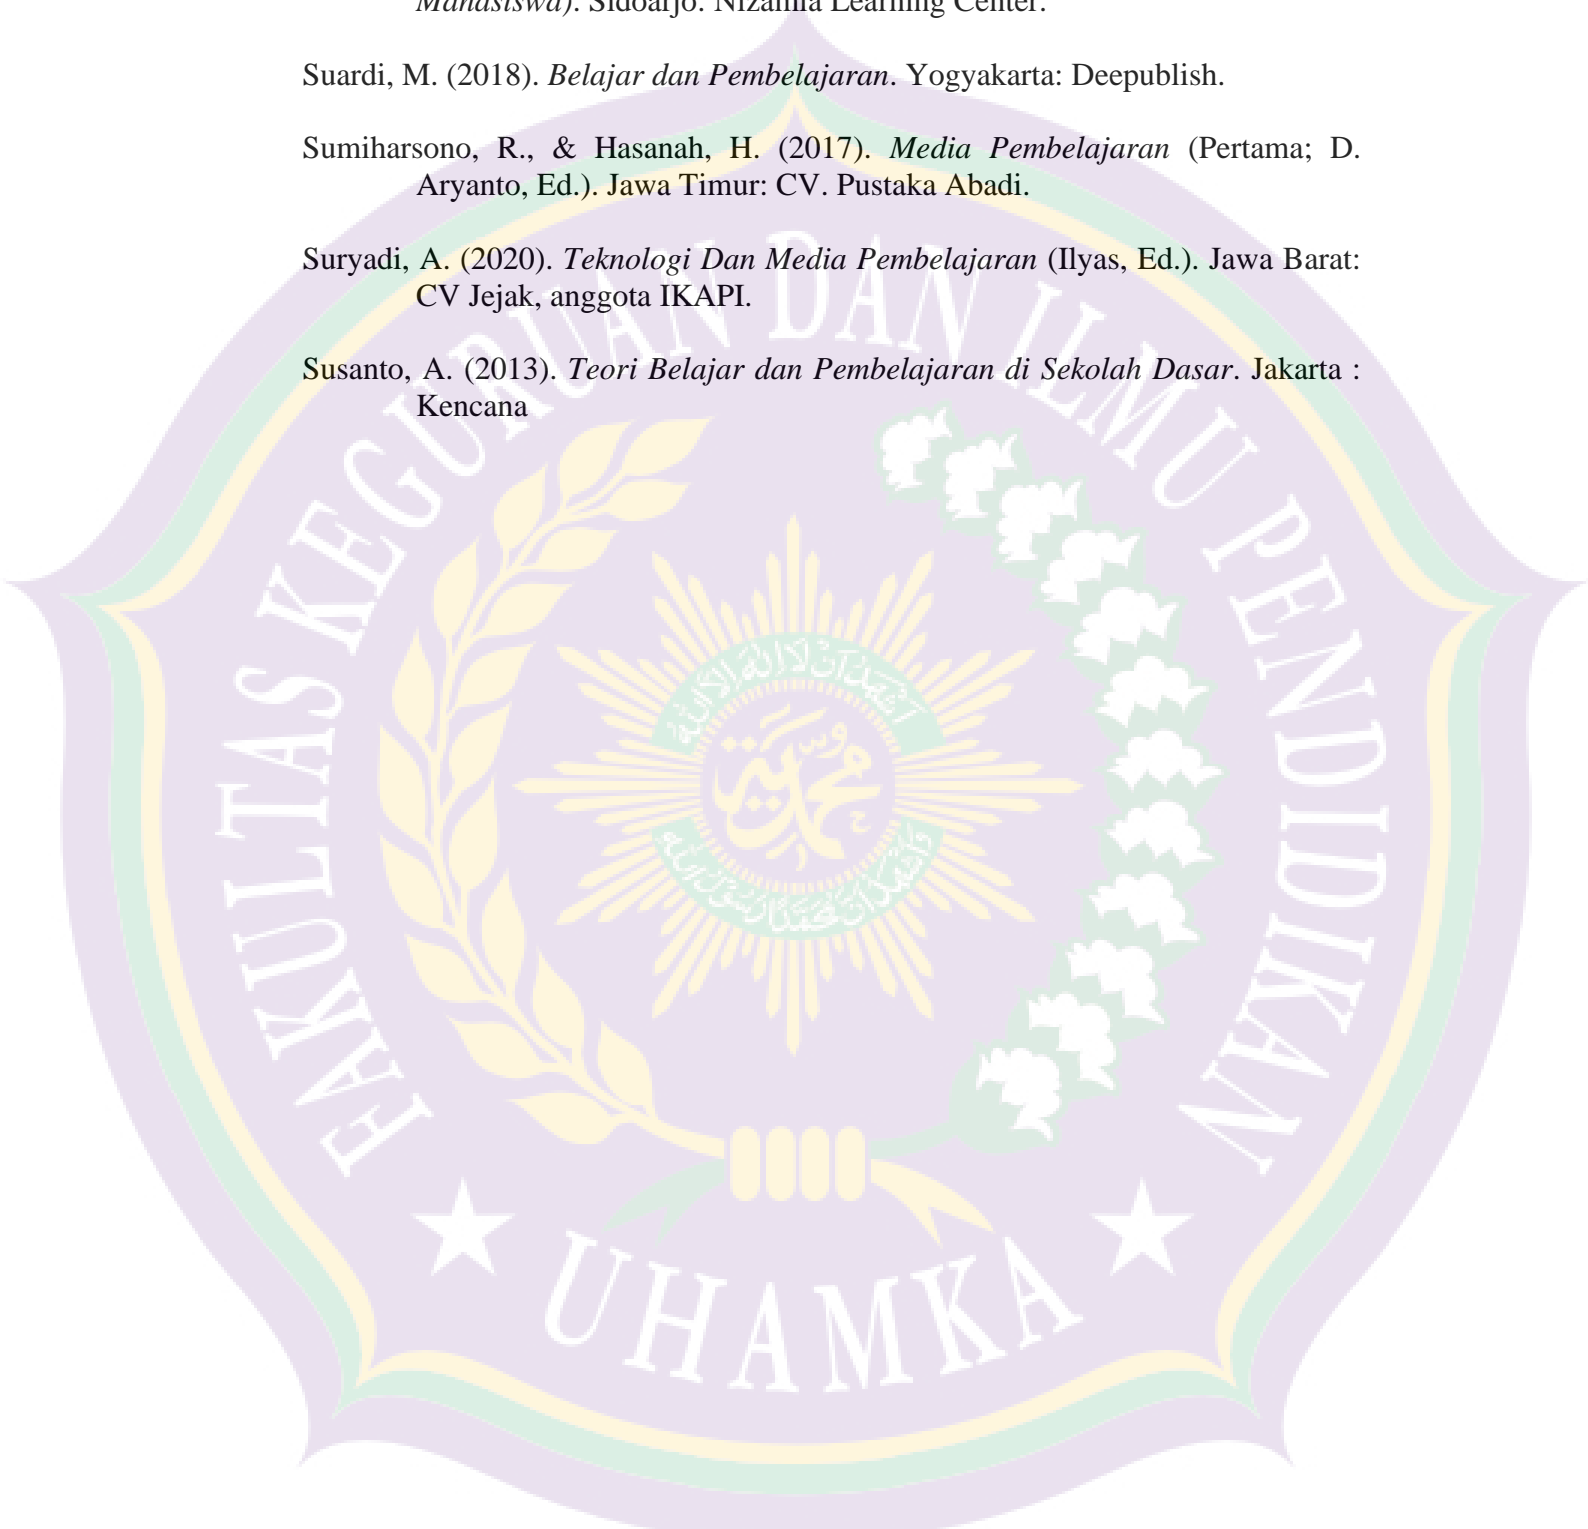 Mahasiswa). Sidoarjo: Nizamia Learning Center.
Suardi, M. (2018). Belajar dan Pembelajaran. Yogyakarta: Deepublish.
Sumiharsono, R., & Hasanah, H. (2017). Media Pembelajaran (Pertama; D.
Aryanto, Ed.). Jawa Timur: CV. Pustaka Abadi.
Suryadi, A. (2020). Teknologi Dan Media Pembelajaran (Ilyas, Ed.). Jawa Barat:
CV Jejak, anggota IKAPI.
Susanto, A. (2013). Teori Belajar dan Pembelajaran di Sekolah Dasar. Jakarta :
Kencana
FAKULTAS KEGURUAN DAN ILMU PENDIDIKAN
UHAMKA